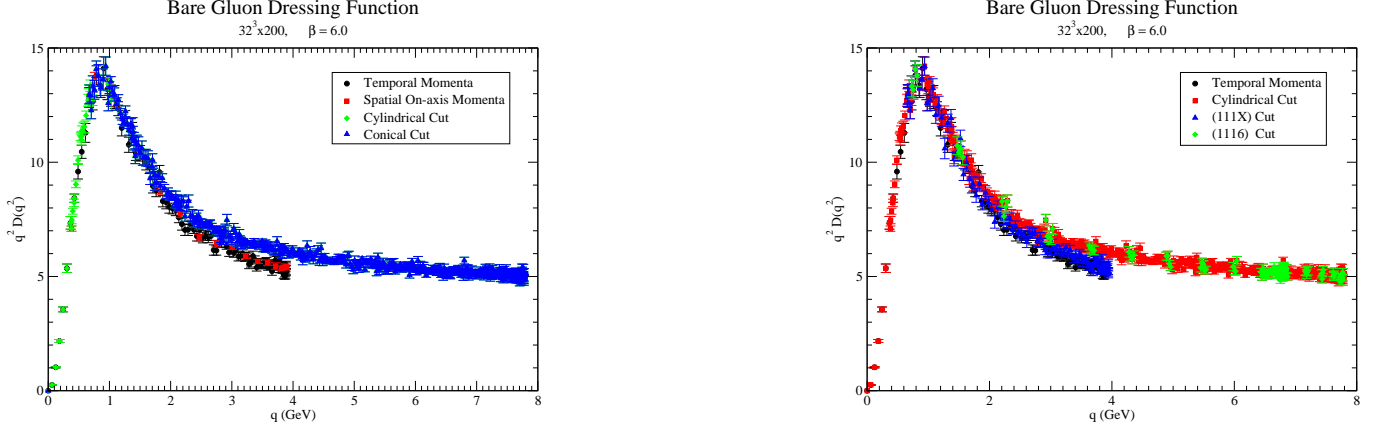 Bare Gluon Dressing Function
32³x200, β = 6.0
15
10
5
0
q² D(q²)
Temporal Momenta
Spatial On-axis Momenta
Cylindrical Cut
Conical Cut
0 1 2 3 4 5 6 7 8
q (GeV)
Bare Gluon Dressing Function
32³x200, β = 6.0
15
10
5
0
q² D(q²)
Temporal Momenta
Cylindrical Cut
(111X) Cut
(1116) Cut
0 2 4 6 8
q (GeV)